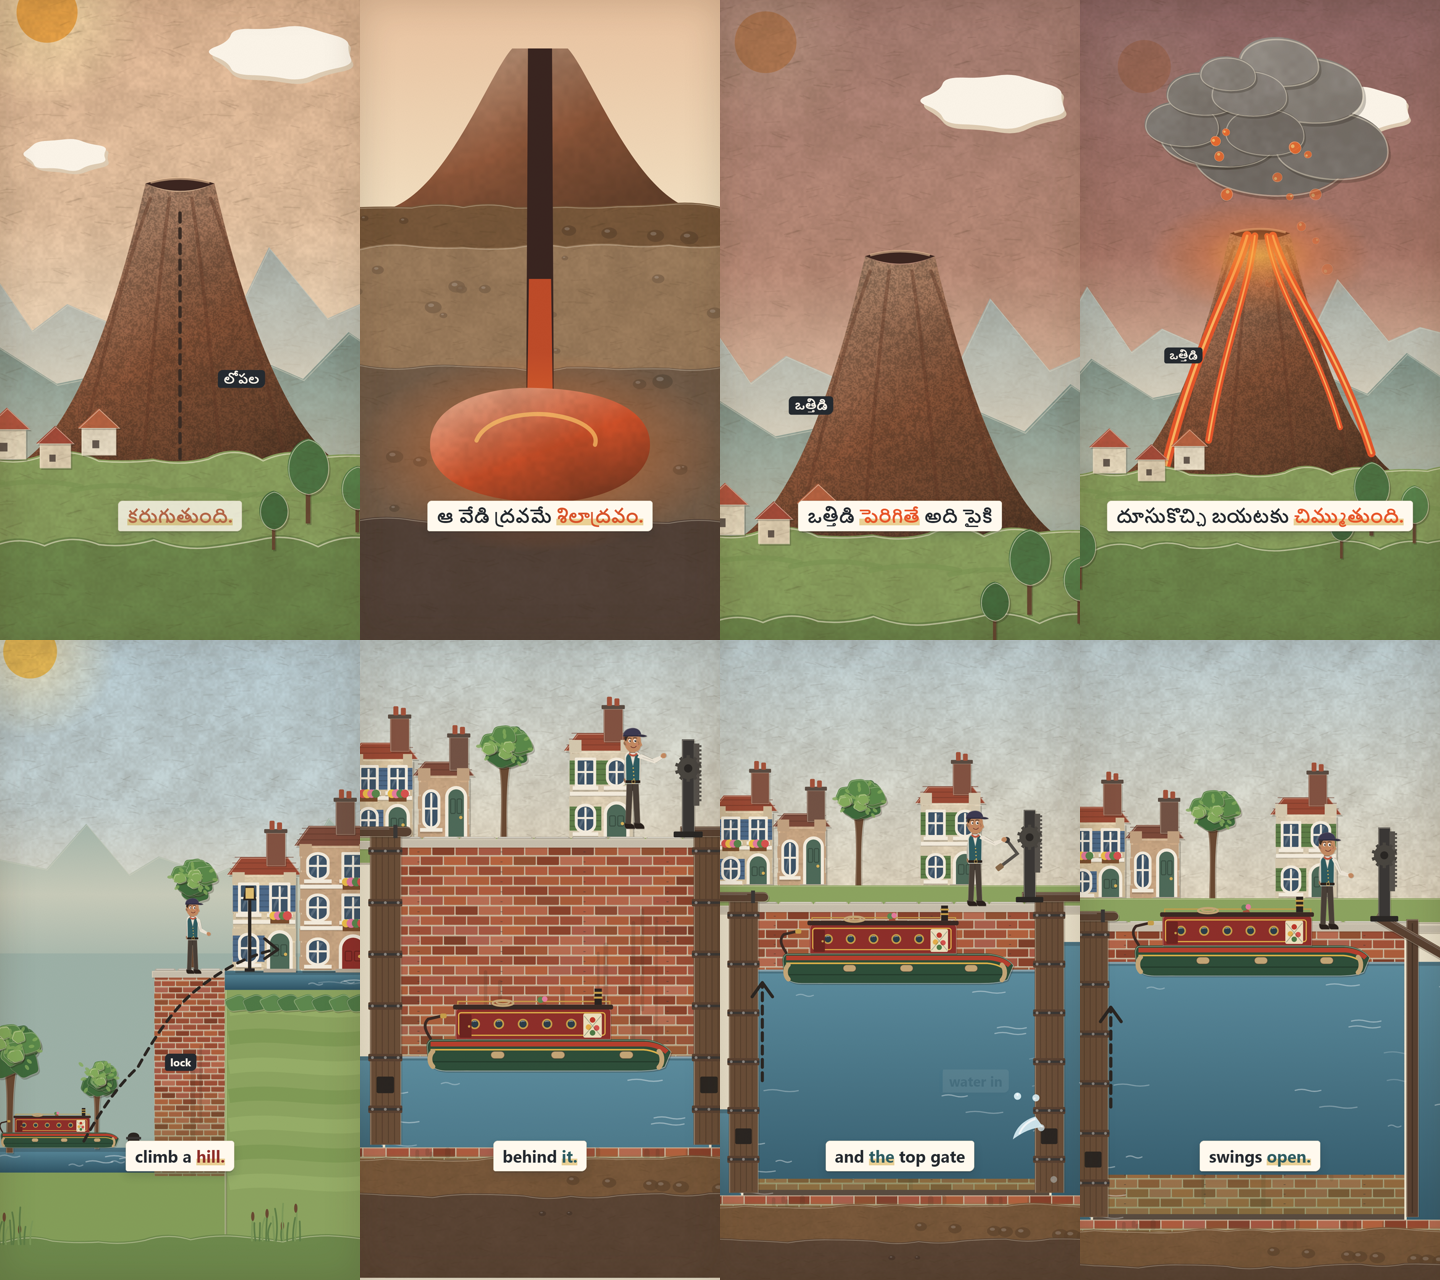 లోపల
కరుగుతుంది.
ఆ వేడి ద్రవమే శిలాద్రవం.
ఒత్తిడి
ఒత్తిడి పెరిగితే అది పైకి
ఒత్తిడి
దూసుకొచ్చి బయటకు చిమ్ముతుంది.
lock
climb a hill.
behind it.
water in
and the top gate
swings open.